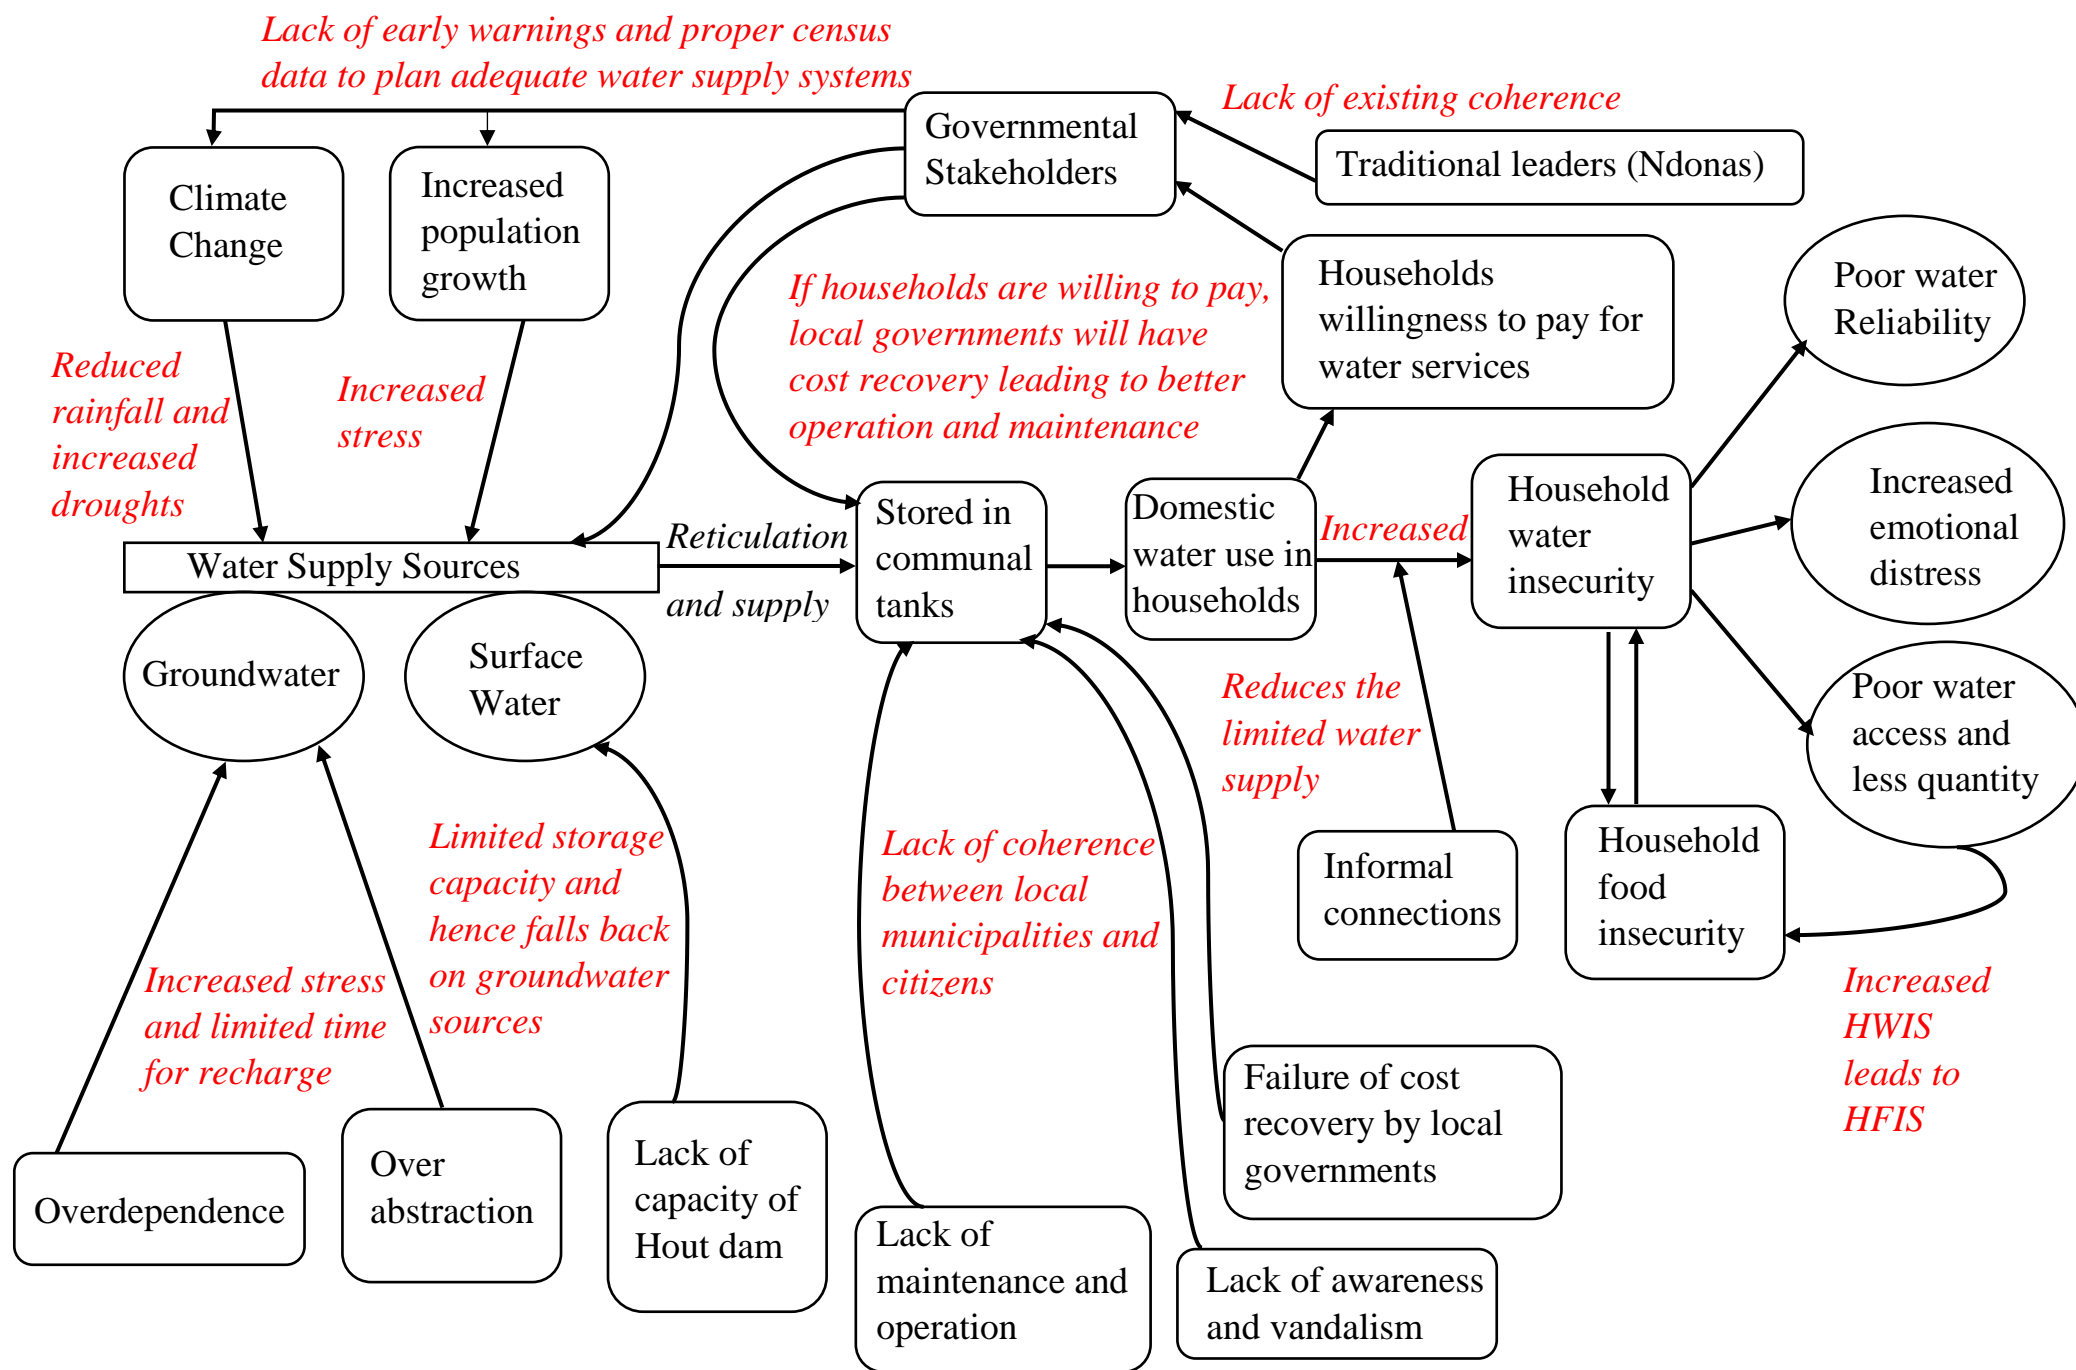 Lack of early warnings and proper census
data to plan adequate water supply systems
Lack of existing coherence
Governmental
Stakeholders
Traditional leaders (Ndonas)
Climate
Change
Increased
population
growth
Households
willingness to pay for
water services
Poor water
Reliability
If households are willing to pay,
local governments will have
cost recovery leading to better
operation and maintenance
Reduced
rainfall and
increased
droughts
Increased
stress
Water Supply Sources
Reticulation
and supply
Stored in
communal
tanks
Domestic
water use in
households
Increased
Household
water
insecurity
Increased
emotional
distress
Groundwater
Surface
Water
Reduces the
limited water
supply
Poor water
access and
less quantity
Limited storage
capacity and
hence falls back
on groundwater
sources
Lack of coherence
between local
municipalities and
citizens
Informal
connections
Household
food
insecurity
Increased stress
and limited time
for recharge
Increased
HWIS
leads to
HFIS
Failure of cost
recovery by local
governments
Overdependence
Over
abstraction
Lack of
capacity of
Hout dam
Lack of
maintenance and
operation
Lack of awareness
and vandalism